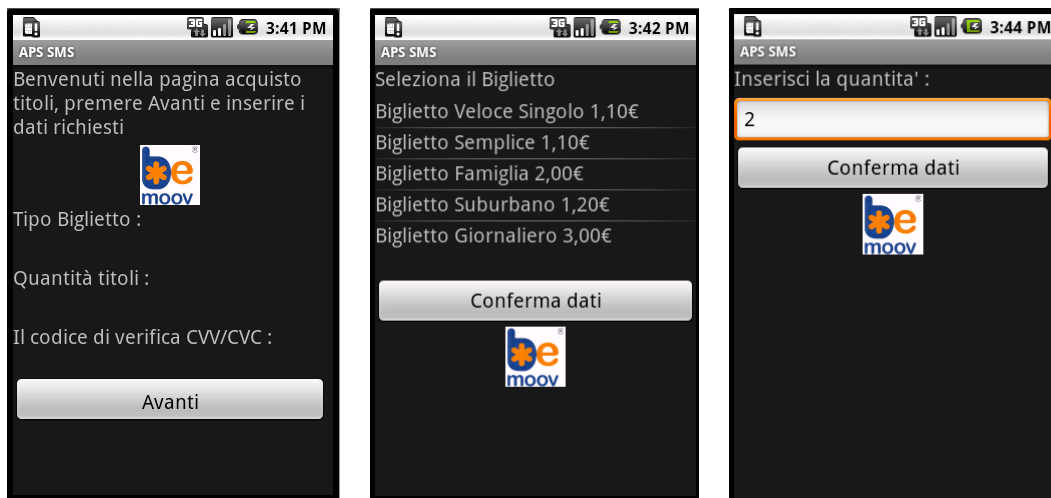 3G 3:41 PM
APS SMS
Benvenuti nella pagina acquisto
titoli, premere Avanti e inserire i
dati richiesti
be®
moov
Tipo Biglietto :
Quantità titoli :
Il codice di verifica CVV/CVC :
Avanti
3G 3:42 PM
APS SMS
Seleziona il Biglietto
Biglietto Veloce Singolo 1,10€
Biglietto Semplice 1,10€
Biglietto Famiglia 2,00€
Biglietto Suburbano 1,20€
Biglietto Giornaliero 3,00€
Conferma dati
be®
moov
3G 3:44 PM
APS SMS
Inserisci la quantita' :
2
Conferma dati
be®
moov